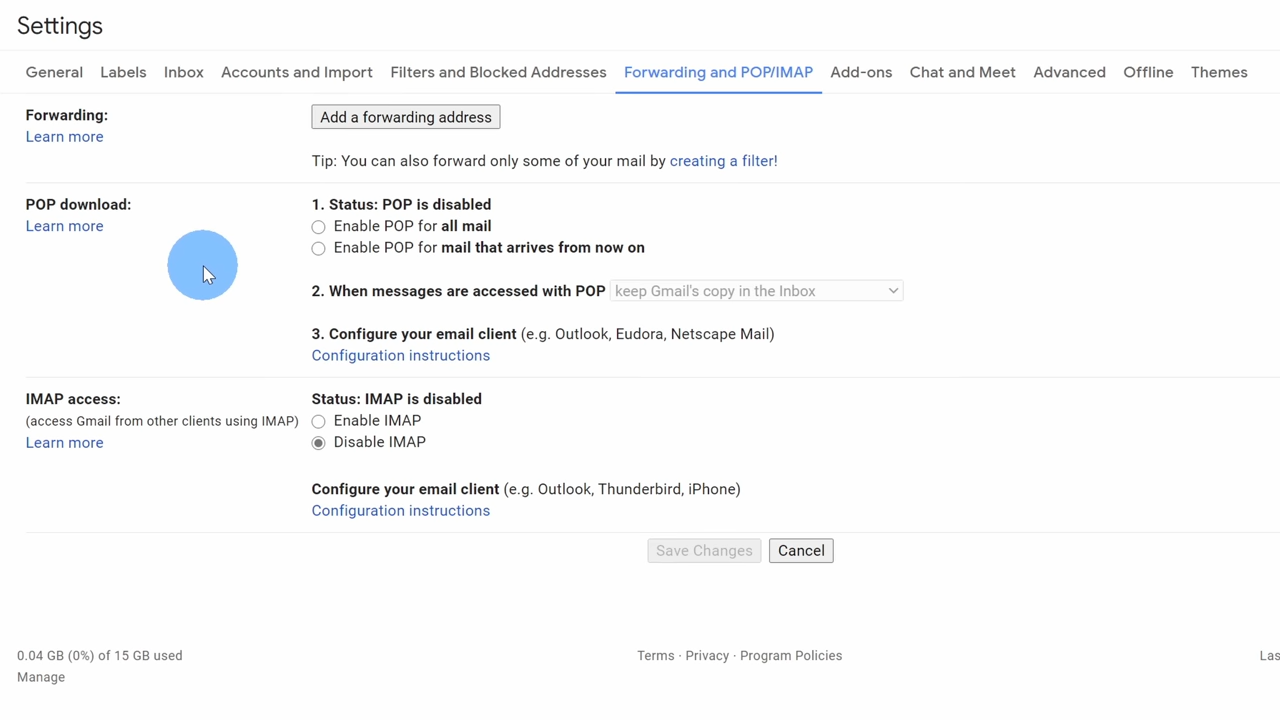 Settings
General Labels Inbox Accounts and Import Filters and Blocked Addresses Forwarding and POP/IMAP Add-ons Chat and Meet Advanced Offline Themes
Forwarding:
Learn more
Add a forwarding address
Tip: You can also forward only some of your mail by creating a filter!
POP download:
Learn more
1. Status: POP is disabled
Enable POP for all mail
Enable POP for mail that arrives from now on
2. When messages are accessed with POP keep Gmail's copy in the Inbox
3. Configure your email client (e.g. Outlook, Eudora, Netscape Mail)
Configuration instructions
IMAP access:
(access Gmail from other clients using IMAP)
Learn more
Status: IMAP is disabled
Enable IMAP
Disable IMAP
Configure your email client (e.g. Outlook, Thunderbird, iPhone)
Configuration instructions
Save Changes Cancel
0.04 GB (0%) of 15 GB used
Manage
Terms · Privacy · Program Policies
Las